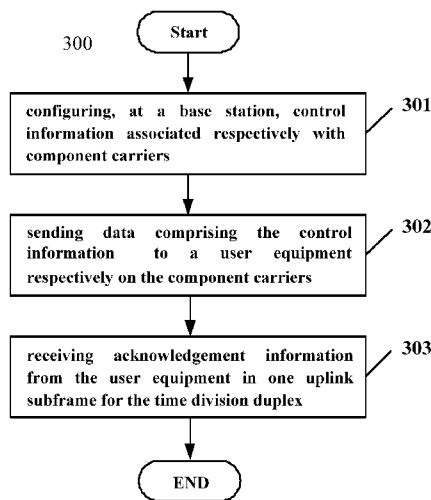 300
Start
configuring, at a base station, control
information associated respectively with
component carriers
301
sending data comprising the control
information to a user equipment
respectively on the component carriers
302
receiving acknowledgement information
from the user equipment in one uplink
subframe for the time division duplex
303
END